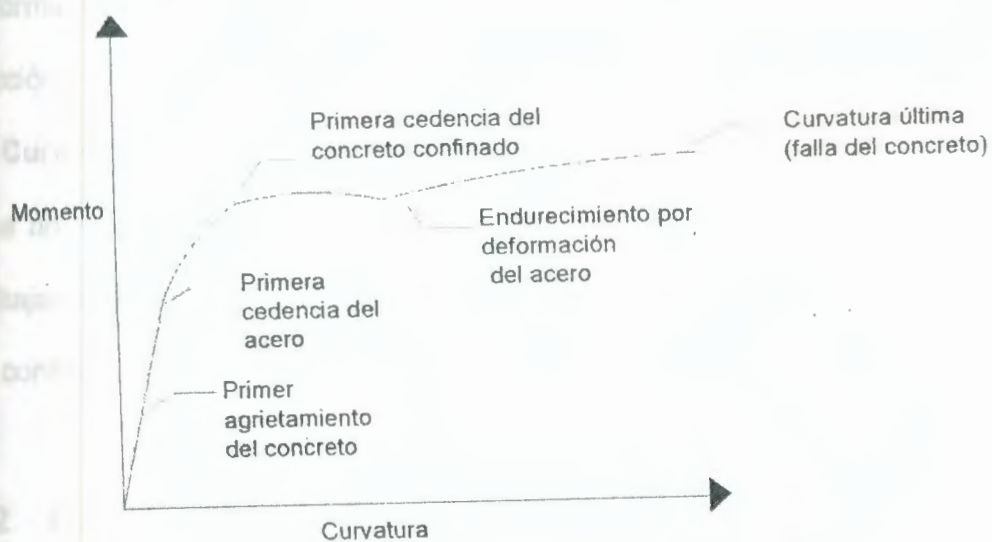 Primera cedencia del
concreto confinado
Curvatura última
(falla del concreto)
Momento
Endurecimiento por
deformación
del acero
Primera
cedencia del
acero
Primer
agrietamiento
del concreto
Curvatura